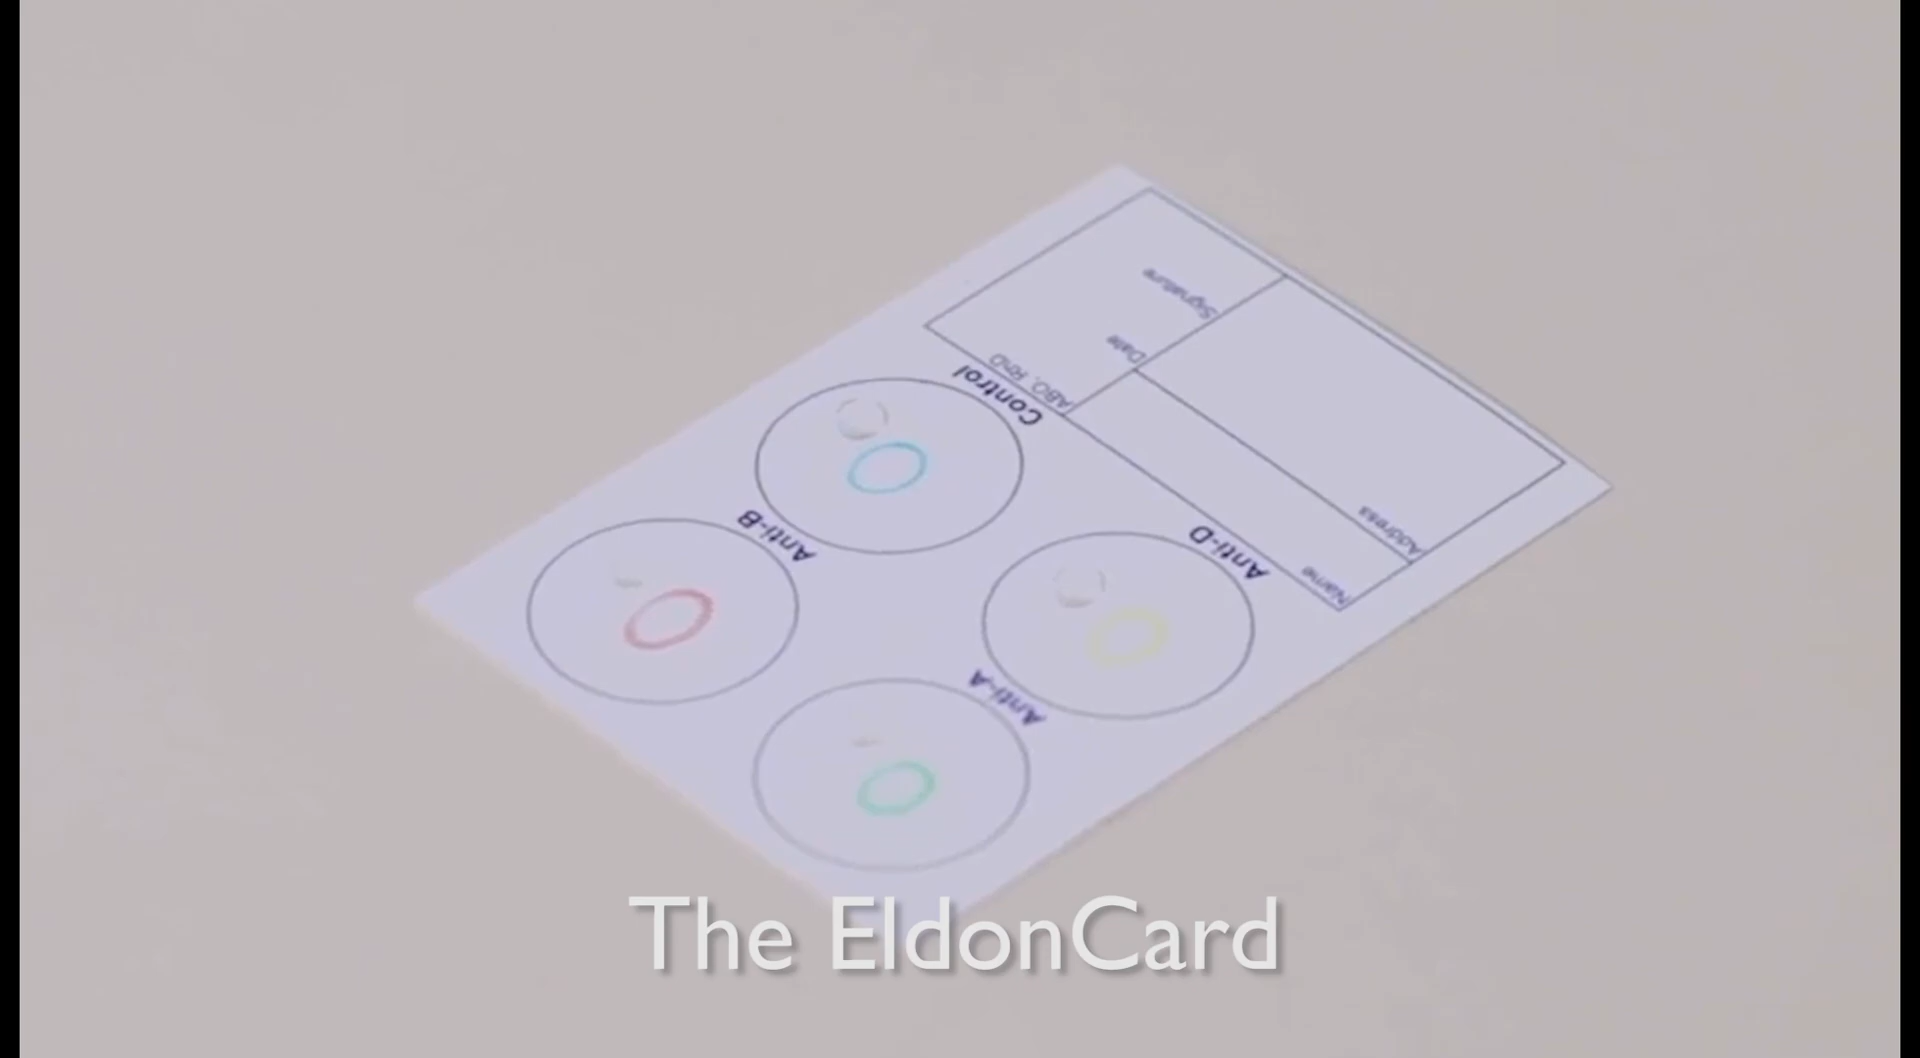 Name
Address
ABO, RhD
Date
Signature
Anti-A
Anti-B
Anti-D
Control
The EldonCard